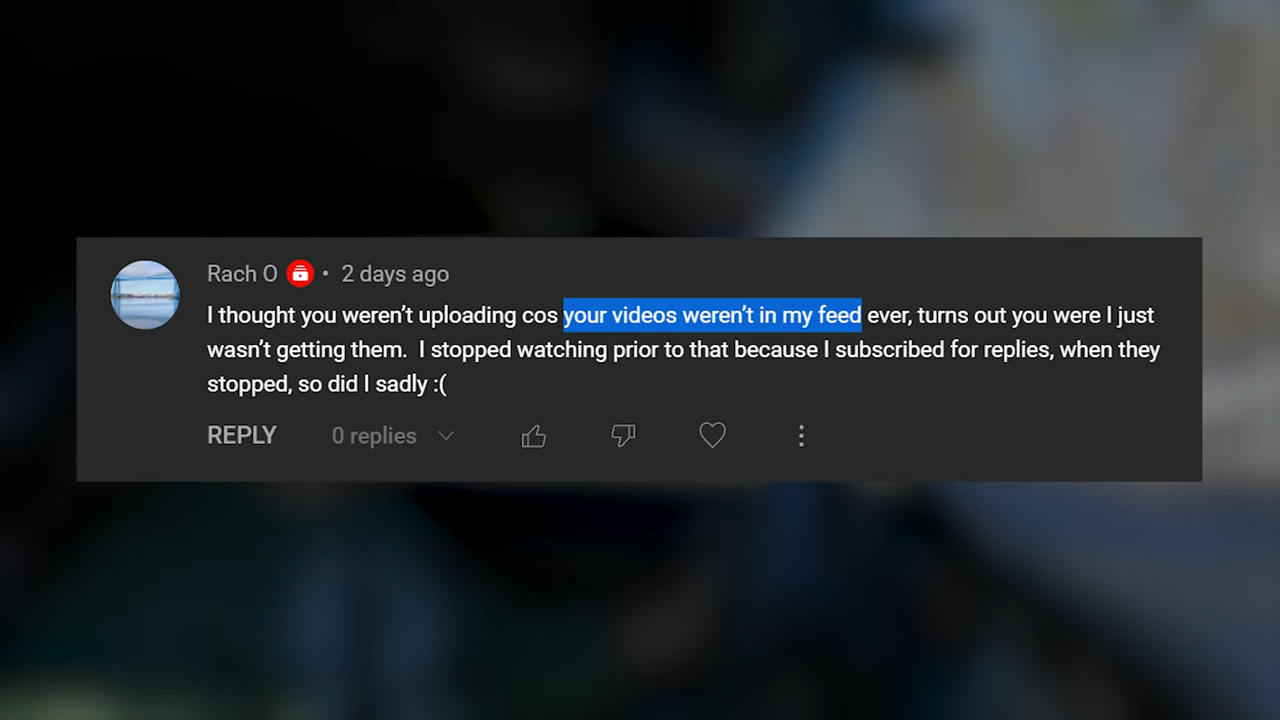 Rach O • 2 days ago
I thought you weren’t uploading cos your videos weren’t in my feed ever, turns out you were I just
wasn’t getting them.  I stopped watching prior to that because I subscribed for replies, when they
stopped, so did I sadly :(
REPLY 0 replies